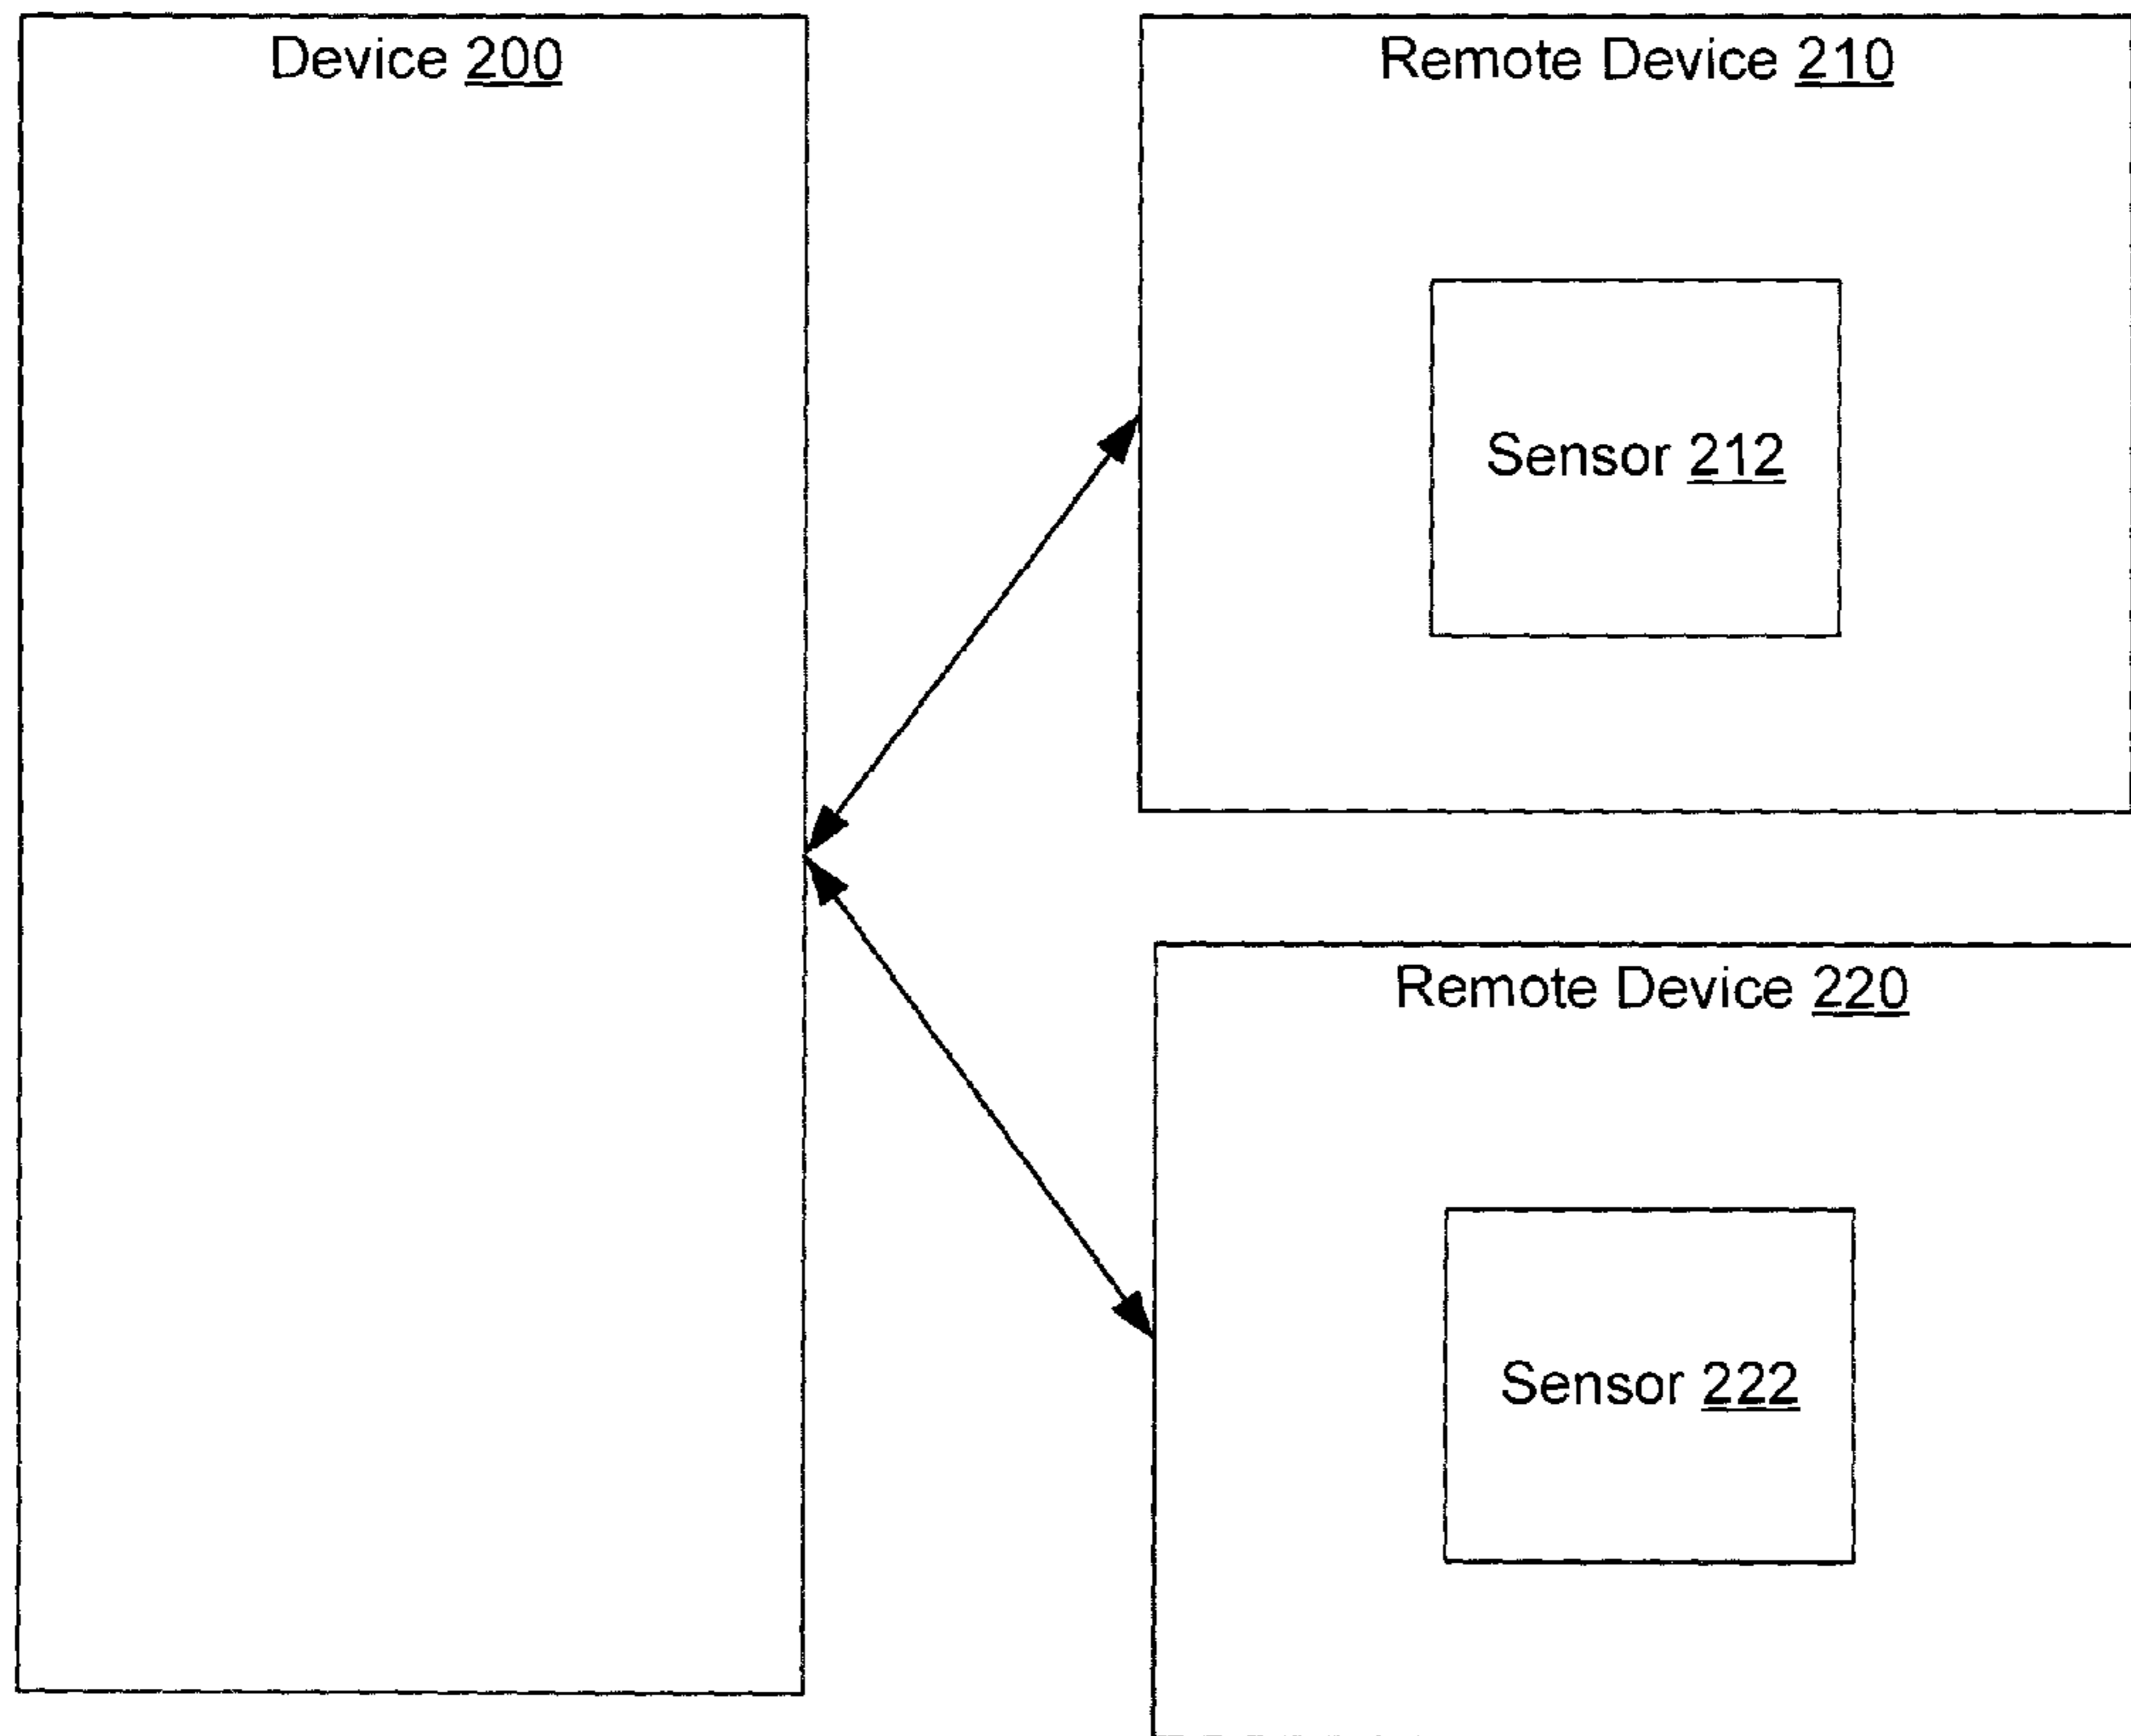 Device 200
Remote Device 210
Sensor 212
Remote Device 220
Sensor 222